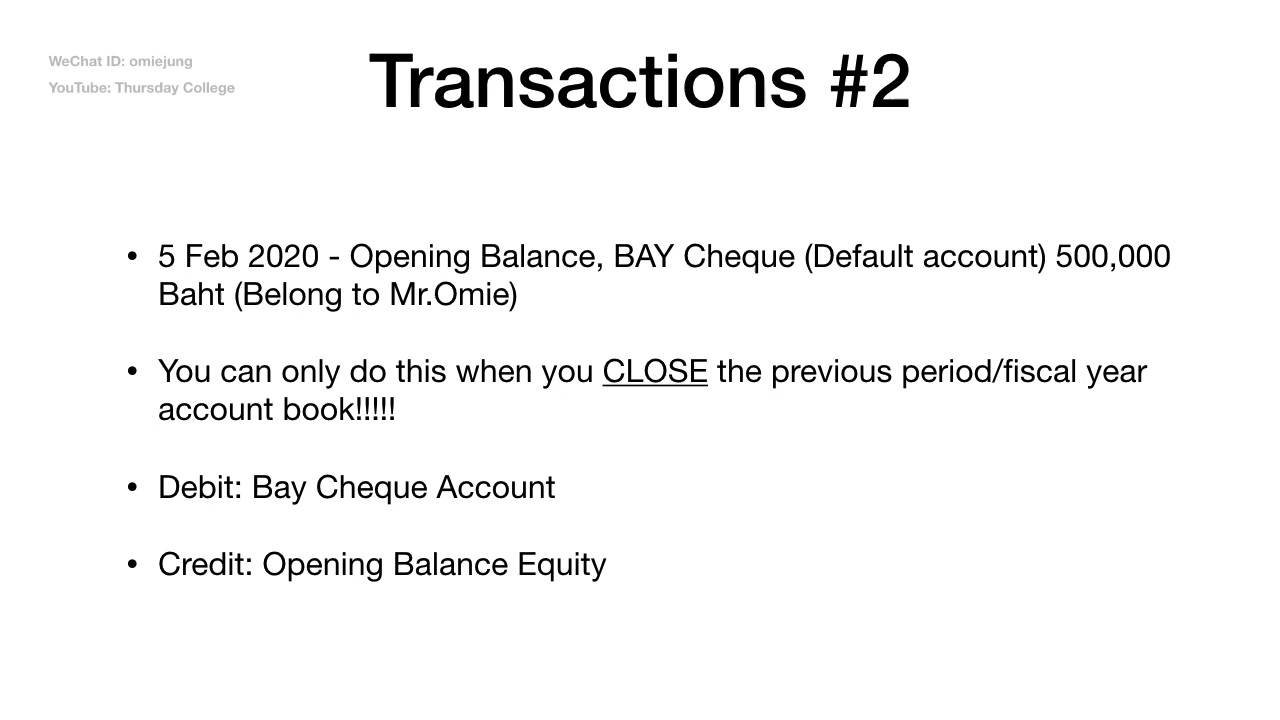 WeChat ID: omiejung
YouTube: Thursday College
Transactions #2
• 5 Feb 2020 - Opening Balance, BAY Cheque (Default account) 500,000
Baht (Belong to Mr.Omie)
• You can only do this when you CLOSE the previous period/fiscal year
account book!!!!!
• Debit: Bay Cheque Account
• Credit: Opening Balance Equity